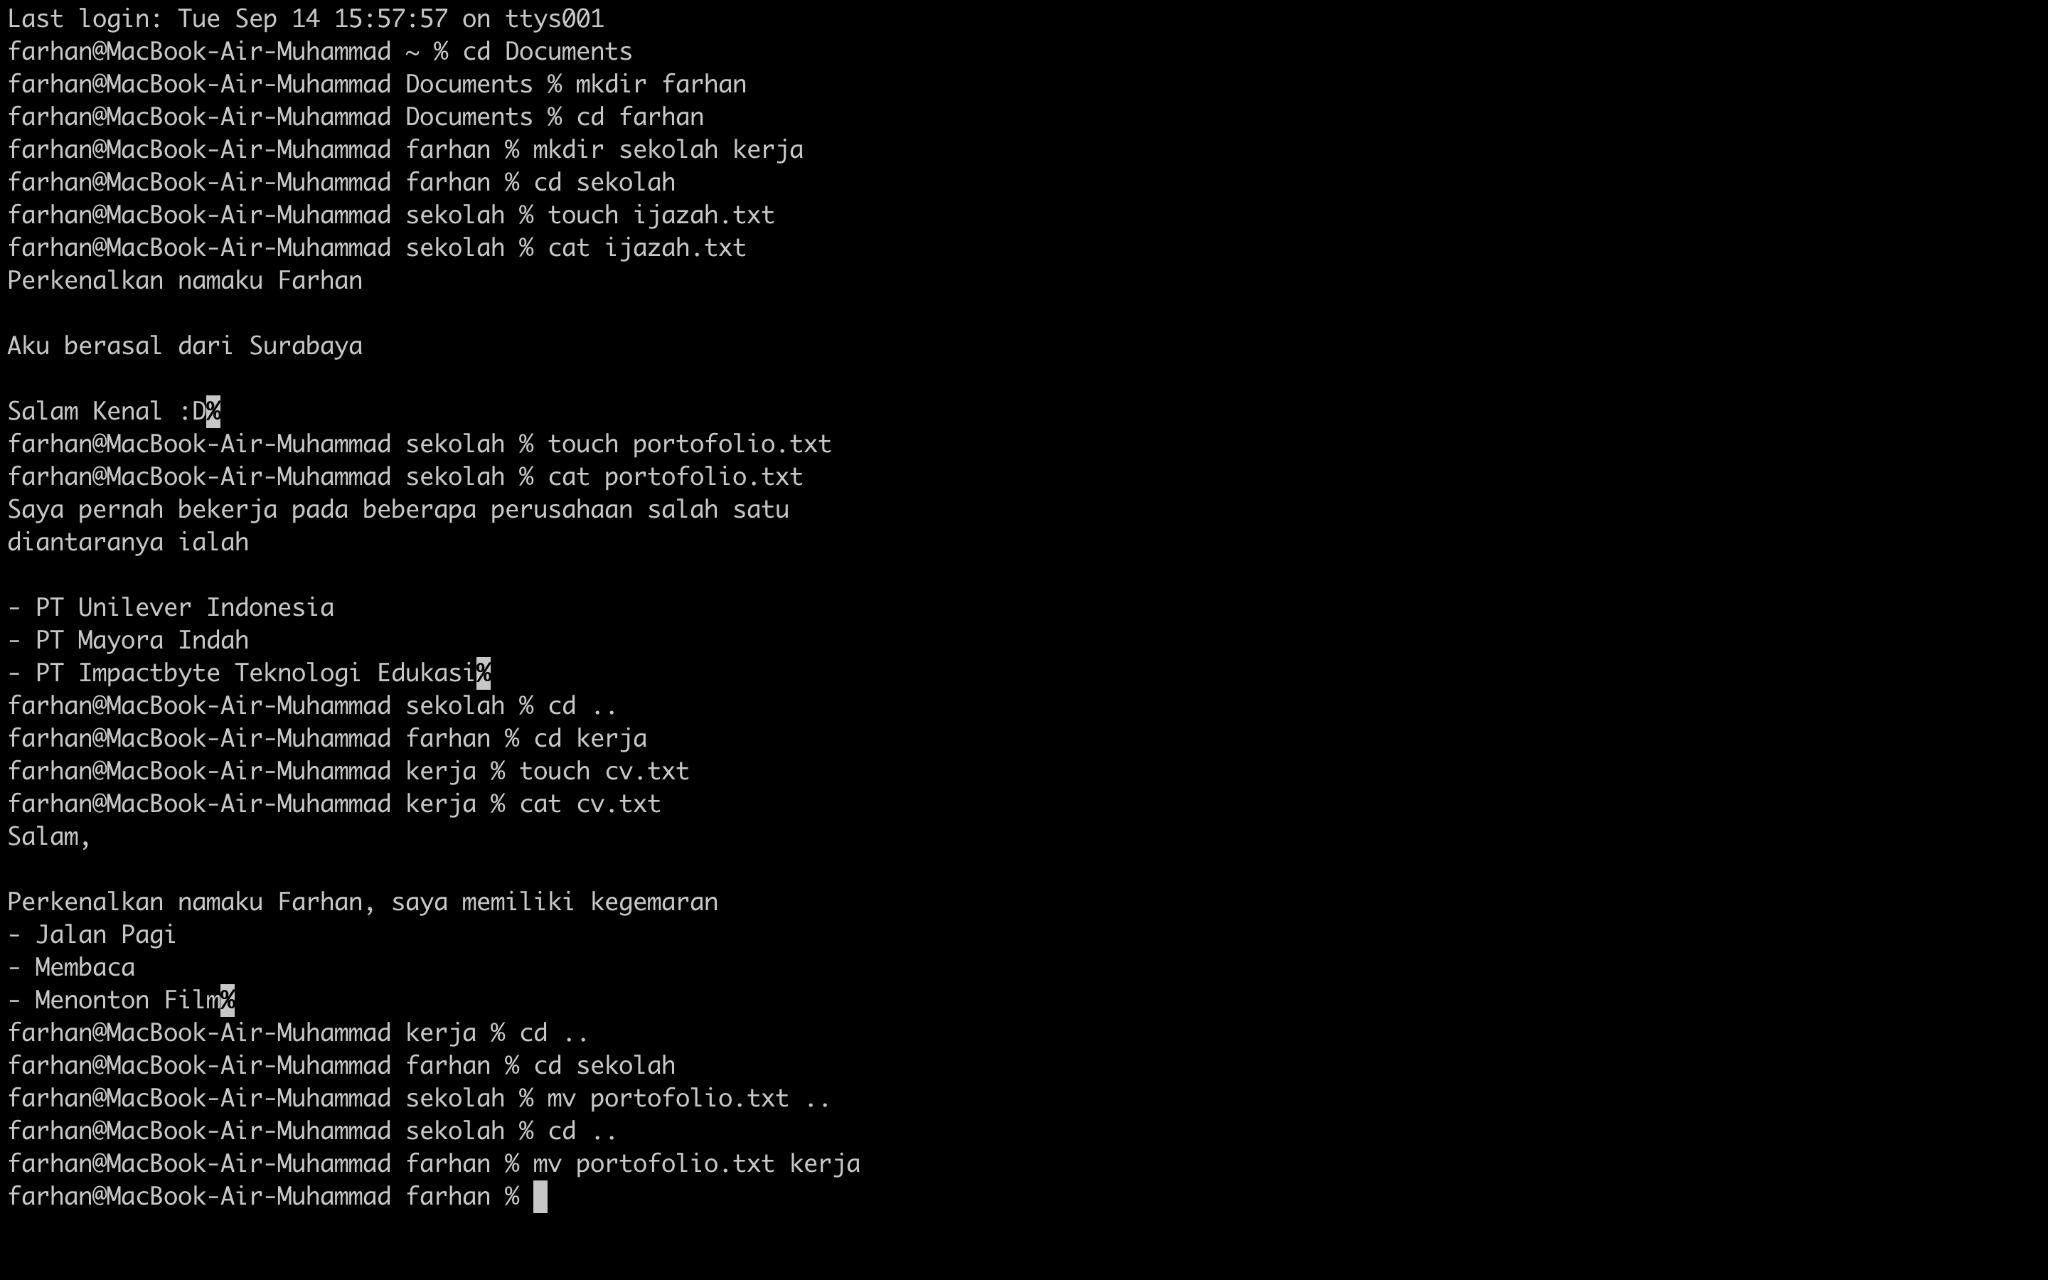 Last login: Tue Sep 14 15:57:57 on ttys001
farhan@MacBook-Air-Muhammad ~ % cd Documents
farhan@MacBook-Air-Muhammad Documents % mkdir farhan
farhan@MacBook-Air-Muhammad Documents % cd farhan
farhan@MacBook-Air-Muhammad farhan % mkdir sekolah kerja
farhan@MacBook-Air-Muhammad farhan % cd sekolah
farhan@MacBook-Air-Muhammad sekolah % touch ijazah.txt
farhan@MacBook-Air-Muhammad sekolah % cat ijazah.txt
Perkenalkan namaku Farhan
Aku berasal dari Surabaya
Salam Kenal :D%
farhan@MacBook-Air-Muhammad sekolah % touch portofolio.txt
farhan@MacBook-Air-Muhammad sekolah % cat portofolio.txt
Saya pernah bekerja pada beberapa perusahaan salah satu
diantaranya ialah
- PT Unilever Indonesia
- PT Mayora Indah
- PT Impactbyte Teknologi Edukasi%
farhan@MacBook-Air-Muhammad sekolah % cd ..
farhan@MacBook-Air-Muhammad farhan % cd kerja
farhan@MacBook-Air-Muhammad kerja % touch cv.txt
farhan@MacBook-Air-Muhammad kerja % cat cv.txt
Salam,
Perkenalkan namaku Farhan, saya memiliki kegemaran
- Jalan Pagi
- Membaca
- Menonton Film%
farhan@MacBook-Air-Muhammad kerja % cd ..
farhan@MacBook-Air-Muhammad farhan % cd sekolah
farhan@MacBook-Air-Muhammad sekolah % mv portofolio.txt ..
farhan@MacBook-Air-Muhammad sekolah % cd ..
farhan@MacBook-Air-Muhammad farhan % mv portofolio.txt kerja
farhan@MacBook-Air-Muhammad farhan %